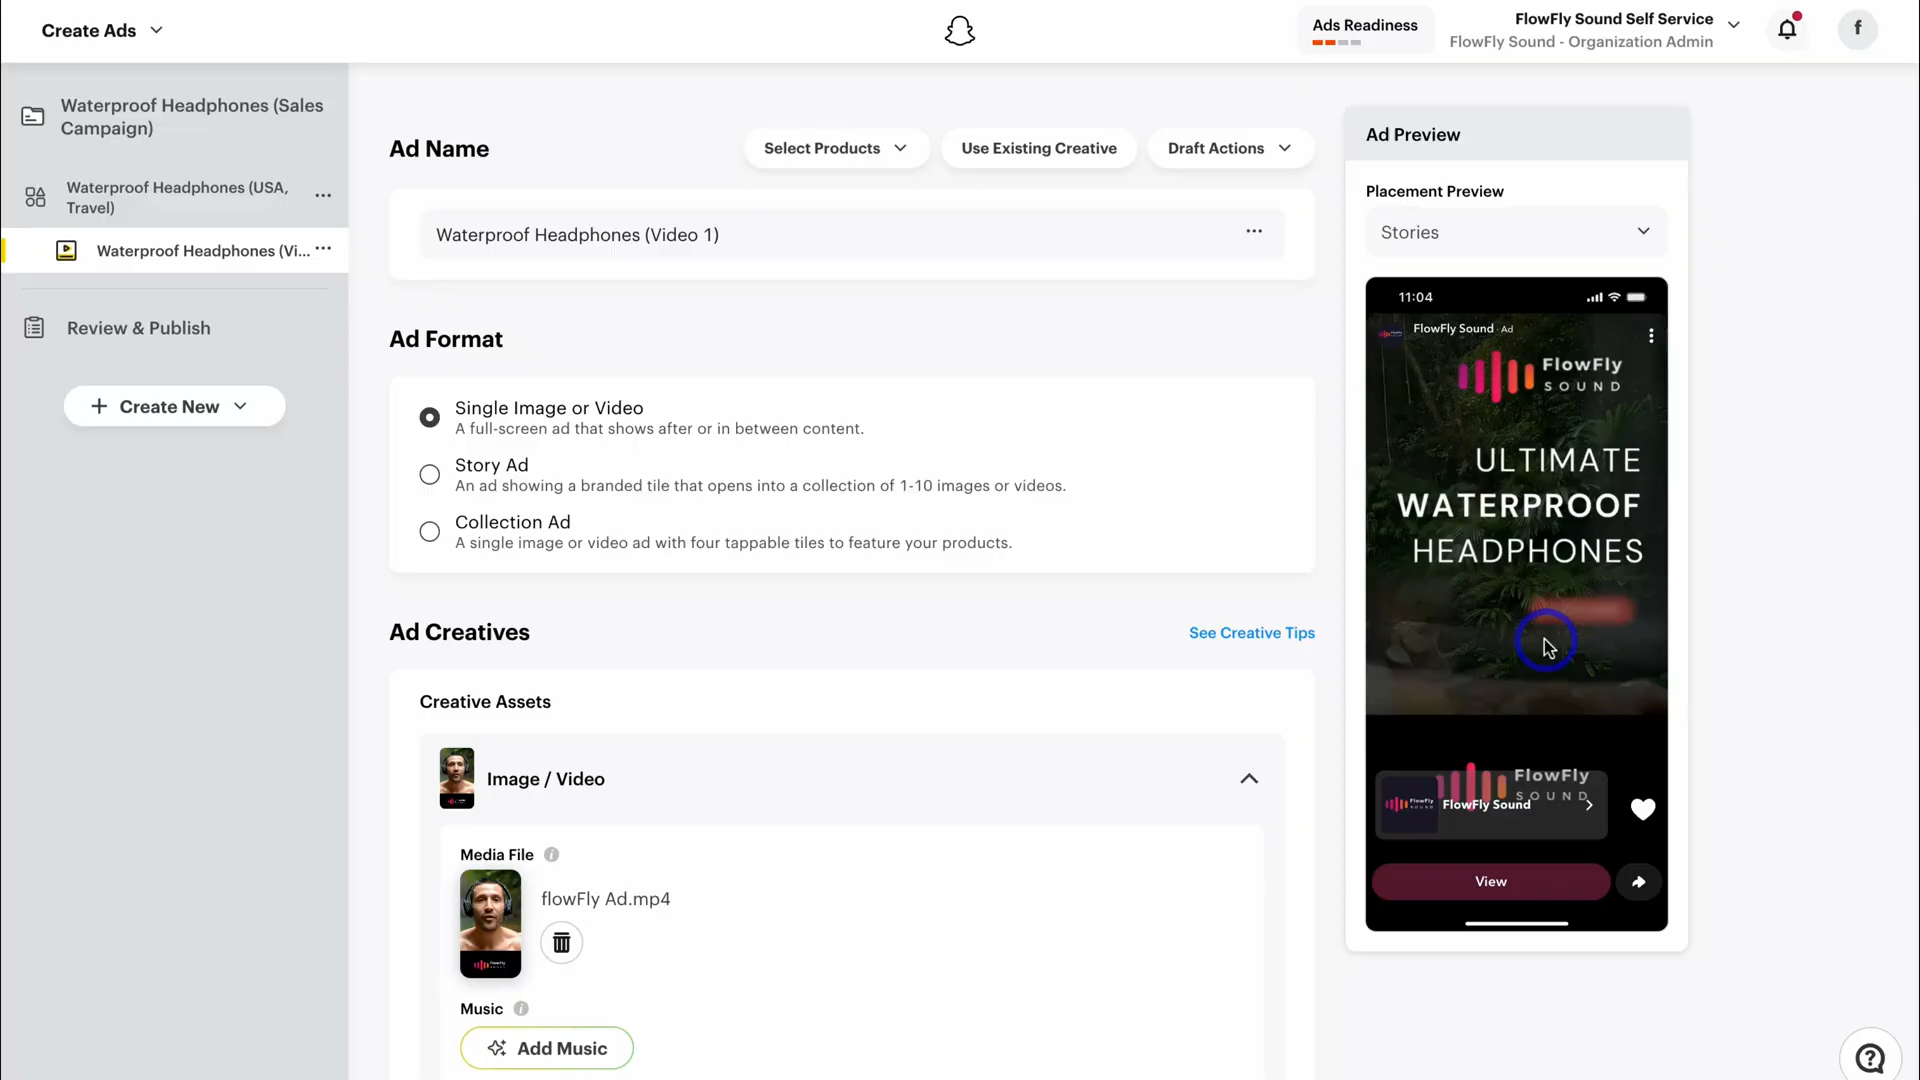 Create Ads
Ads Readiness
FlowFly Sound Self Service
FlowFly Sound - Organization Admin
f
Waterproof Headphones (Sales
Campaign)
Waterproof Headphones (USA,
Travel)
Waterproof Headphones (Vi...
Review & Publish
+ Create New
Ad Name
Select Products
Use Existing Creative
Draft Actions
Waterproof Headphones (Video 1)
Ad Format
Single Image or Video
A full-screen ad that shows after or in between content.
Story Ad
An ad showing a branded tile that opens into a collection of 1-10 images or videos.
Collection Ad
A single image or video ad with four tappable tiles to feature your products.
Ad Creatives
See Creative Tips
Creative Assets
Image / Video
Media File
flowFly Ad.mp4
Music
Add Music
Ad Preview
Placement Preview
Stories
11:04
FlowFly Sound · Ad
FlowFly
SOUND
ULTIMATE
WATERPROOF
HEADPHONES
FlowFly
SOUND
FlowFly Sound
View